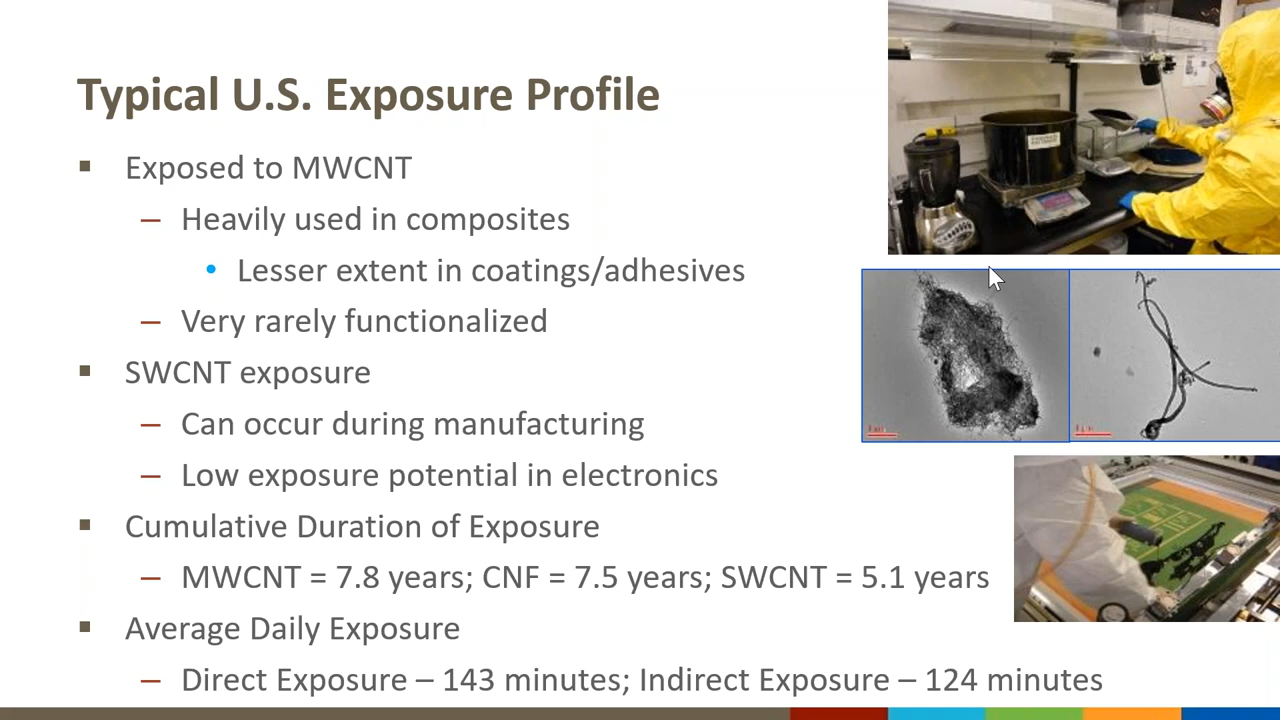 Typical U.S. Exposure Profile
Exposed to MWCNT
– Heavily used in composites
• Lesser extent in coatings/adhesives
– Very rarely functionalized
SWCNT exposure
– Can occur during manufacturing
– Low exposure potential in electronics
Cumulative Duration of Exposure
– MWCNT = 7.8 years; CNF = 7.5 years; SWCNT = 5.1 years
Average Daily Exposure
– Direct Exposure – 143 minutes; Indirect Exposure – 124 minutes